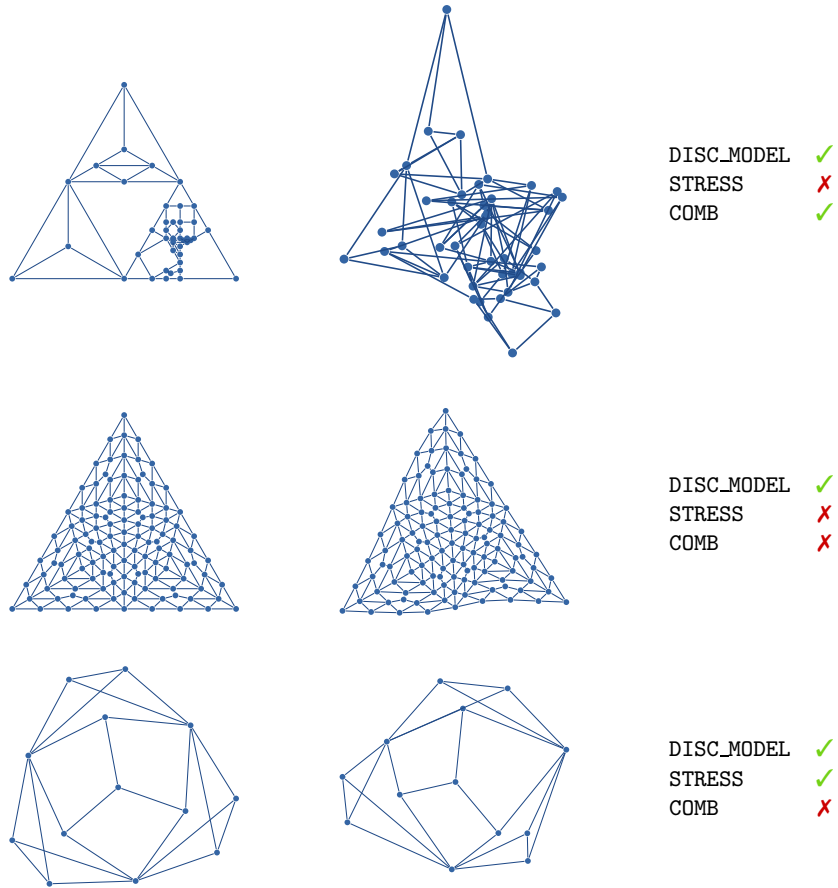 DISC_MODEL ✓
STRESS ✗
COMB ✓
DISC_MODEL ✓
STRESS ✗
COMB ✗
DISC_MODEL ✓
STRESS ✓
COMB ✗